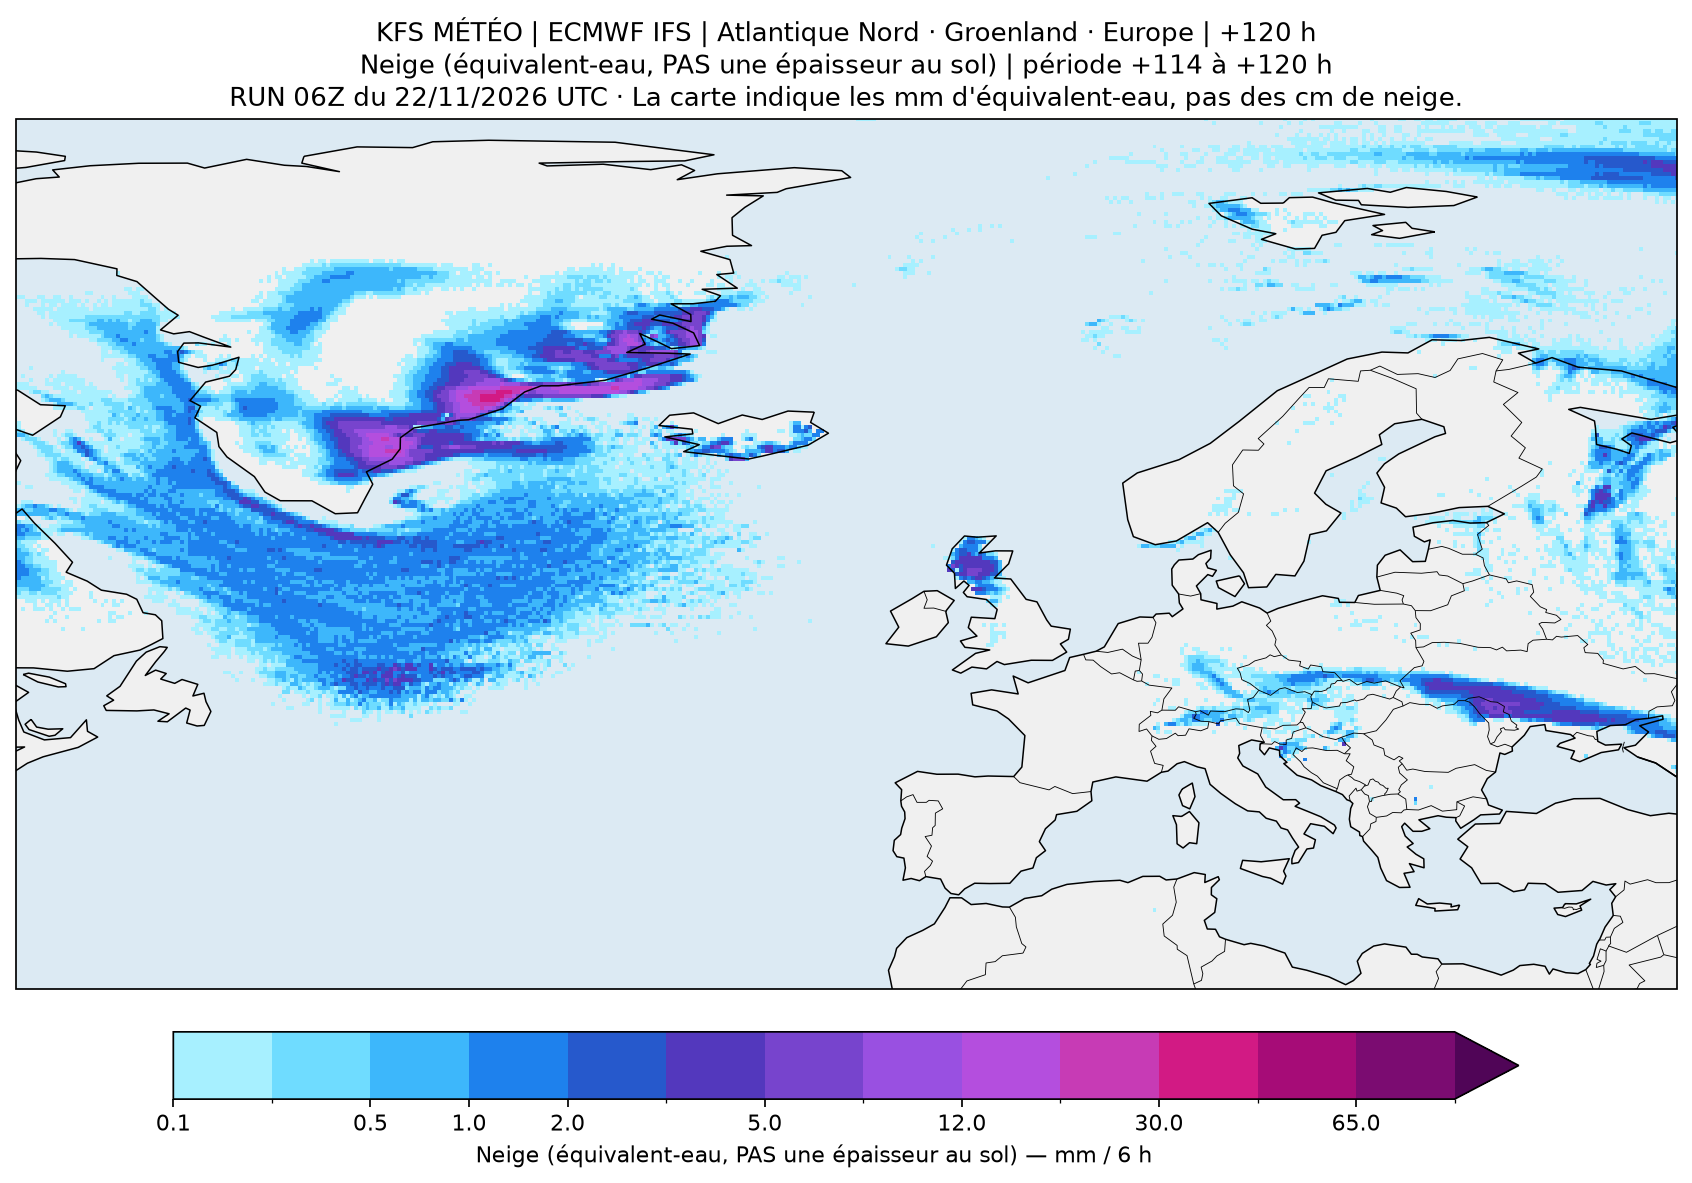 KFS MÉTÉO | ECMWF IFS | Atlantique Nord · Groenland · Europe | +120 h
Neige (équivalent-eau, PAS une épaisseur au sol) | période +114 à +120 h
RUN 06Z du 22/11/2026 UTC · La carte indique les mm d'équivalent-eau, pas des cm de neige.
0.1 0.5 1.0 2.0 5.0 12.0 30.0 65.0
Neige (équivalent-eau, PAS une épaisseur au sol) — mm / 6 h